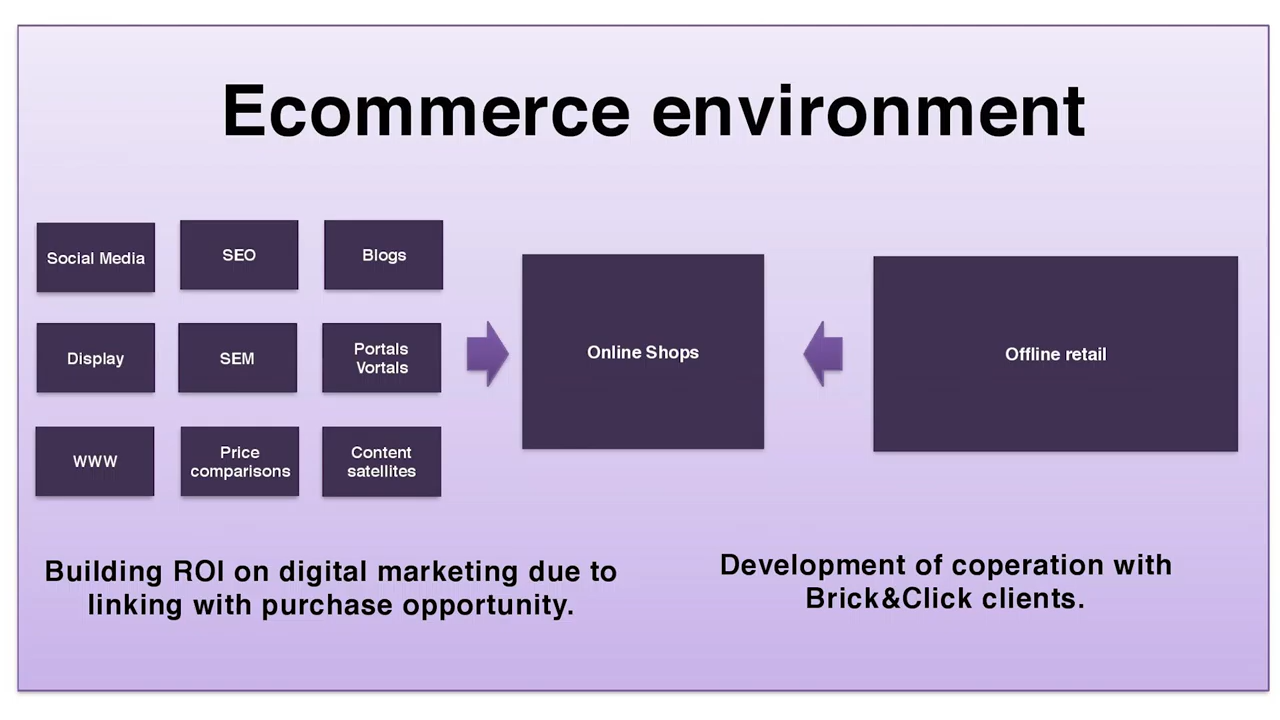 Ecommerce environment
Social Media
SEO
Blogs
Display
SEM
Portals
Vortals
WWW
Price
comparisons
Content
satellites
Online Shops
Offline retail
Building ROI on digital marketing due to
linking with purchase opportunity.
Development of coperation with
Brick&Click clients.